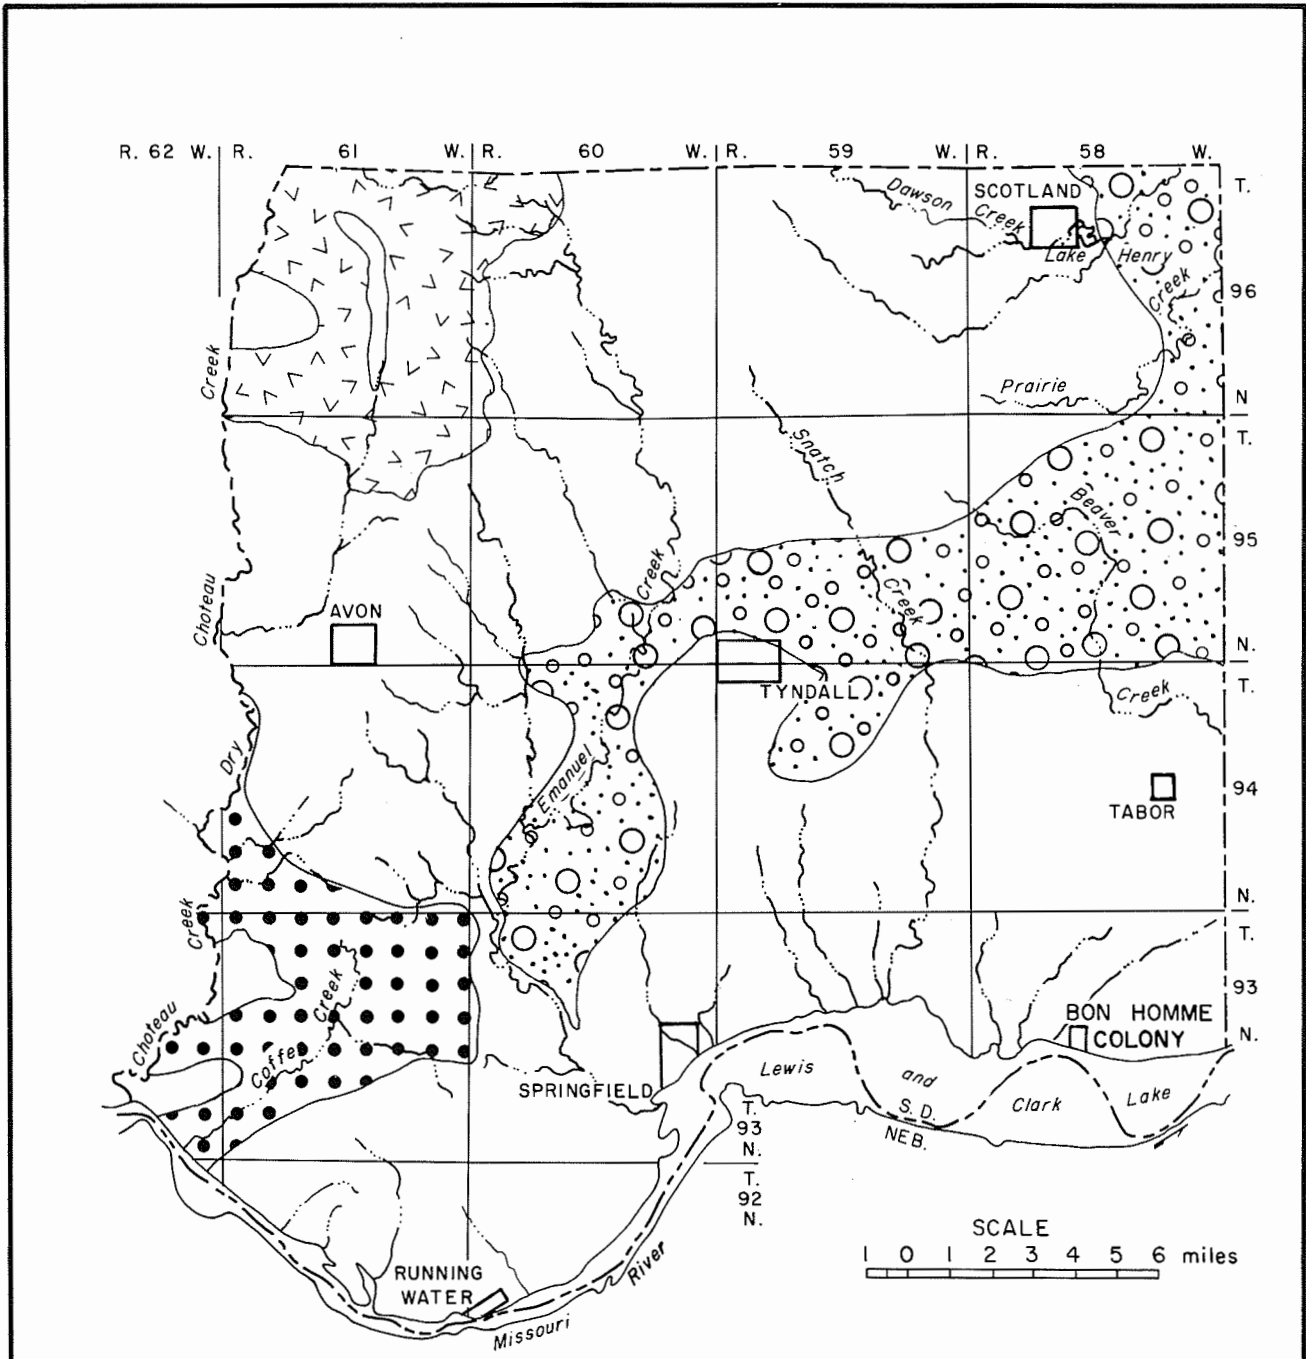 R. 62 W. R. 61 W. R. 60 W. R. 59 W. R. 58 W.
T.
96
N
T.
95
N.
T.
94
N.
T.
93
N.
Dawson
Creek
SCOTLAND
Lake Henry
Creek
Prairie
Creek
Snatch
Creek
Beaver
Creek
Choteau
Creek
AVON
TYNDALL
Emanuel
Creek
TABOR
Dry
Creek
Choteau
Coffee
Creek
SPRINGFIELD
BON HOMME
COLONY
Lewis
and
Clark
Lake
S. D.
NEB.
T.
93
N.
T.
92
N.
RUNNING
WATER
Missouri
River
SCALE
1 0 1 2 3 4 5 6 miles